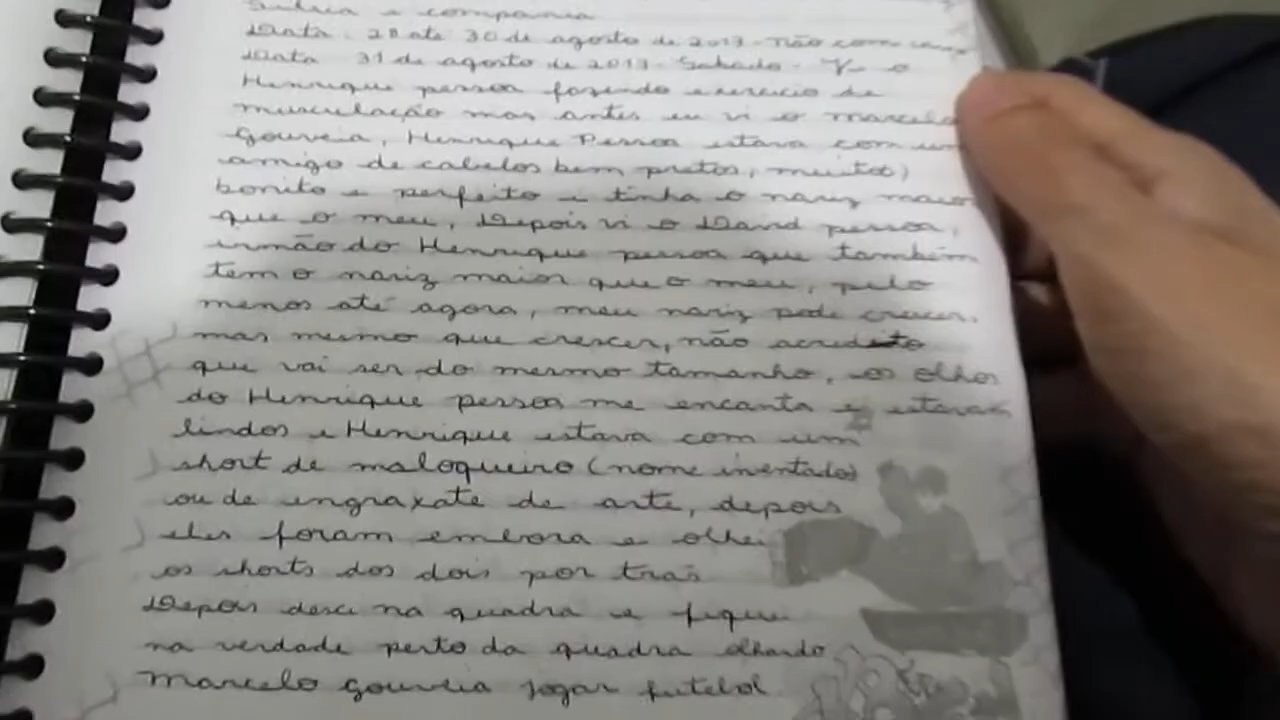 e compania
Data. 28 até 30 de agosto de 2013 - não
Data 31 de agosto de 2013 - Sabado - o
Henrique pessoa fazendo exercicio de
musculação mas antes eu vi o marcelo
Gouveia, Henrique Pessoa estava com um
amigo de cabelos bem pretos, muito)
bonito e perfeito e tinha o nariz maior
que o meu, Depois vi o David pessoa,
irmão do Henrique pessoa que também
tem o nariz maior que o meu, pelo
menos até agora, meu nariz pode crescer.
mas mesmo que crescer, não acredito
que vai ser do mesmo tamanho, os olhos
do Henrique pessoa me encanta e estavam
lindos e Henrique estava com um
short de maloqueiro (nome inventado)
ou de engraxate de arte, depois
eles foram embora e olhei
os shorts dos dois por tras
Depois desci na quadra e fiquei
na verdade perto da quadra olhando
marcelo gouveia jogar futebol